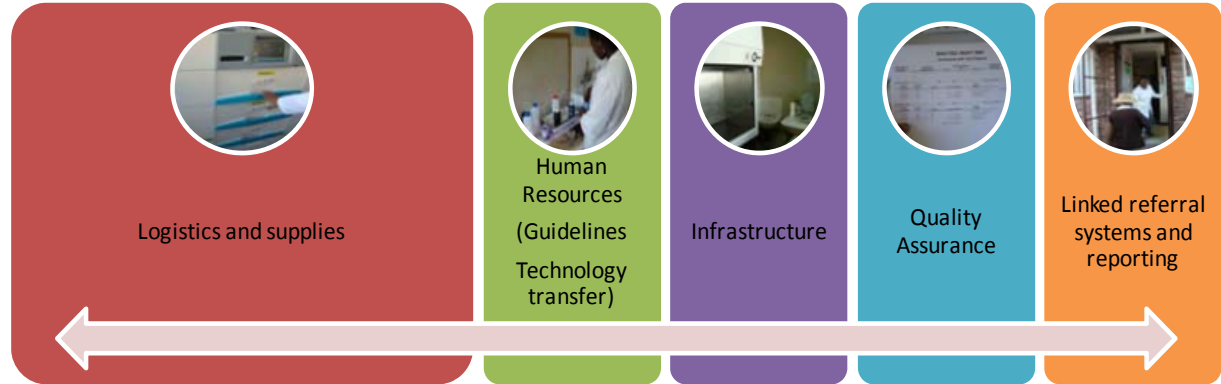 Logistics and supplies
Human
Resources
(Guidelines
Technology
transfer)
Infrastructure
Quality
Assurance
Linked referral
systems and
reporting